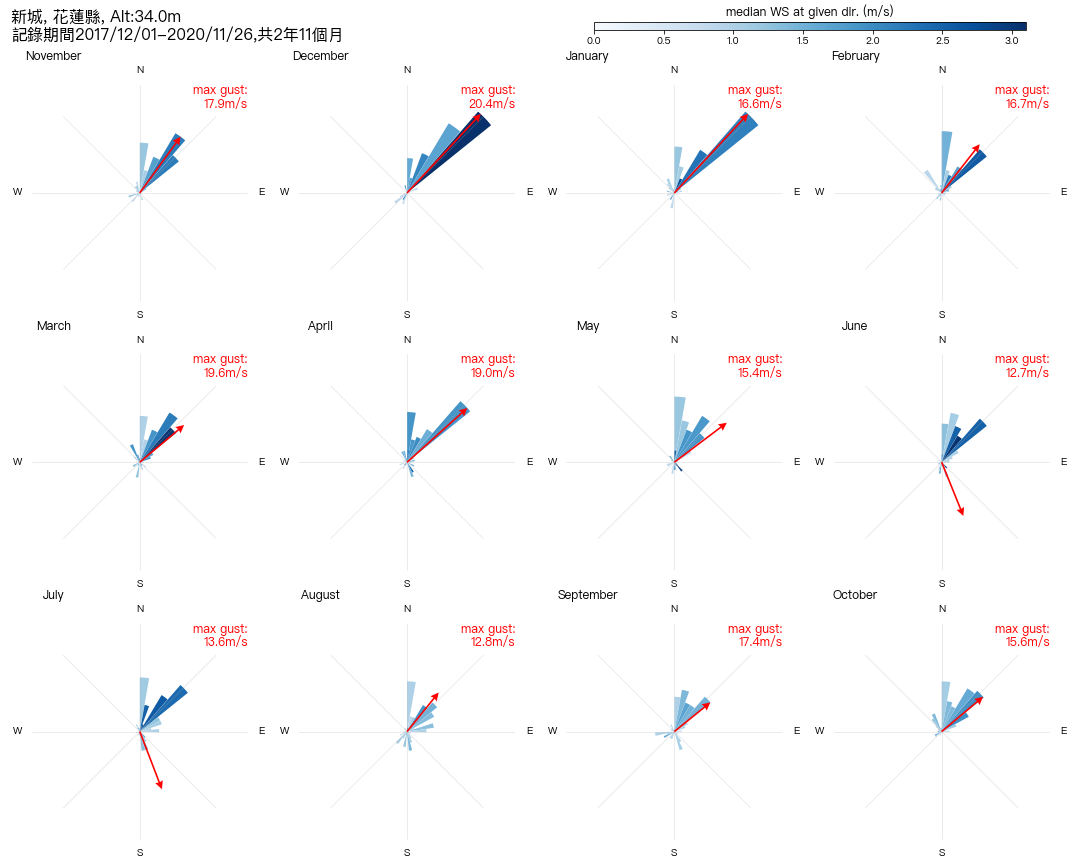 新城, 花蓮縣, Alt:34.0m
記錄期間2017/12/01−2020/11/26,共2年11個月
median WS at given dir. (m/s)
0.0 0.5 1.0 1.5 2.0 2.5 3.0
November
N
max gust:
17.9m/s
W E
S
December
N
max gust:
20.4m/s
W E
S
January
N
max gust:
16.6m/s
W E
S
February
N
max gust:
16.7m/s
W E
S
March
N
max gust:
19.6m/s
W E
S
April
N
max gust:
19.0m/s
W E
S
May
N
max gust:
15.4m/s
W E
S
June
N
max gust:
12.7m/s
W E
S
July
N
max gust:
13.6m/s
W E
S
August
N
max gust:
12.8m/s
W E
S
September
N
max gust:
17.4m/s
W E
S
October
N
max gust:
15.6m/s
W E
S